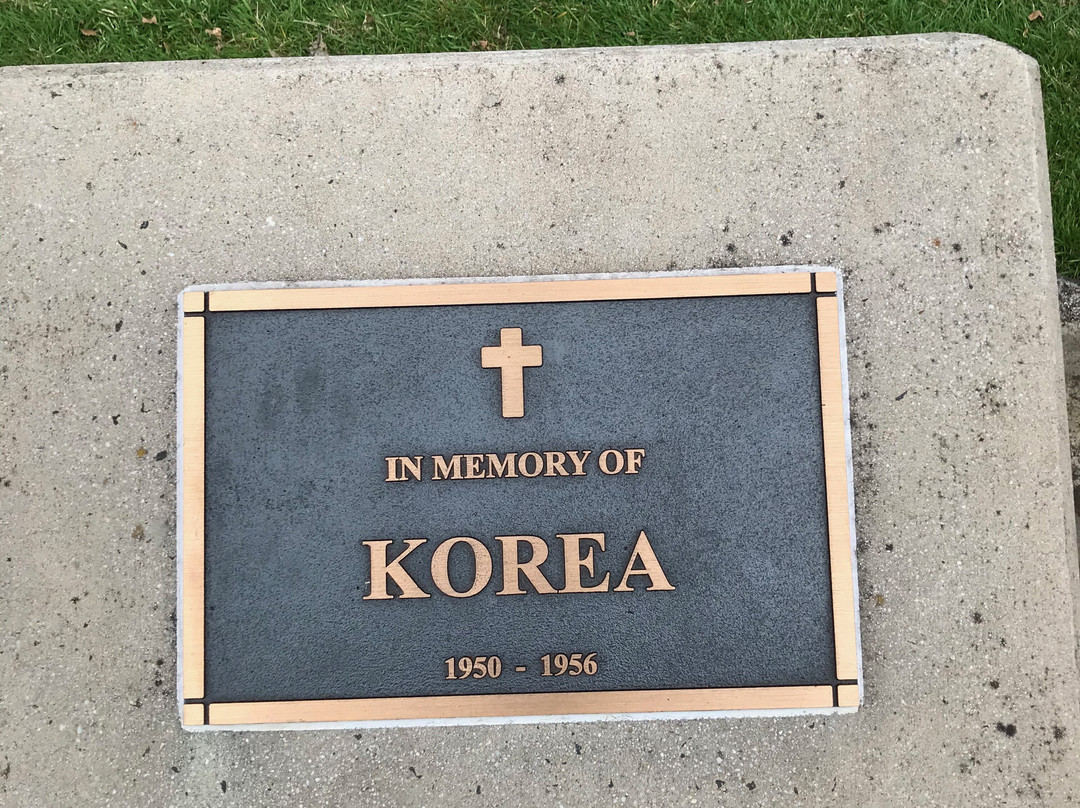 IN MEMORY OF
KOREA
1950 - 1956